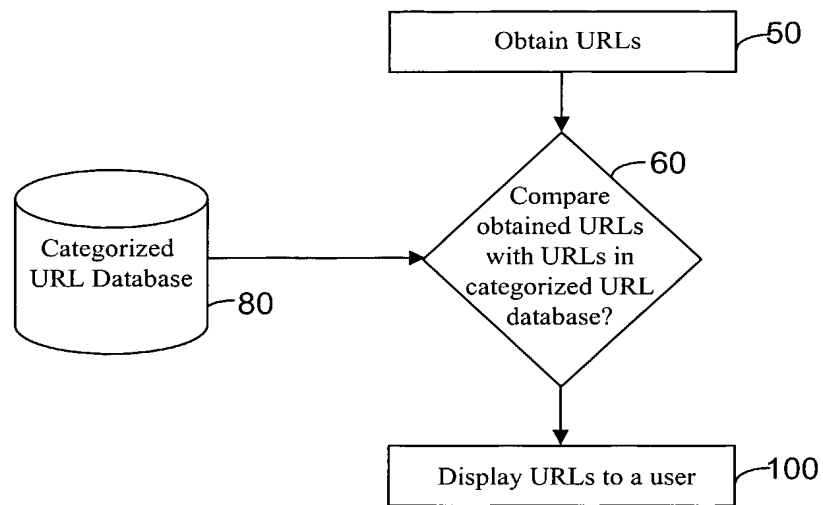 Obtain URLs
50
60
Compare
obtained URLs
with URLs in
categorized URL
database?
Categorized
URL Database
80
Display URLs to a user
100